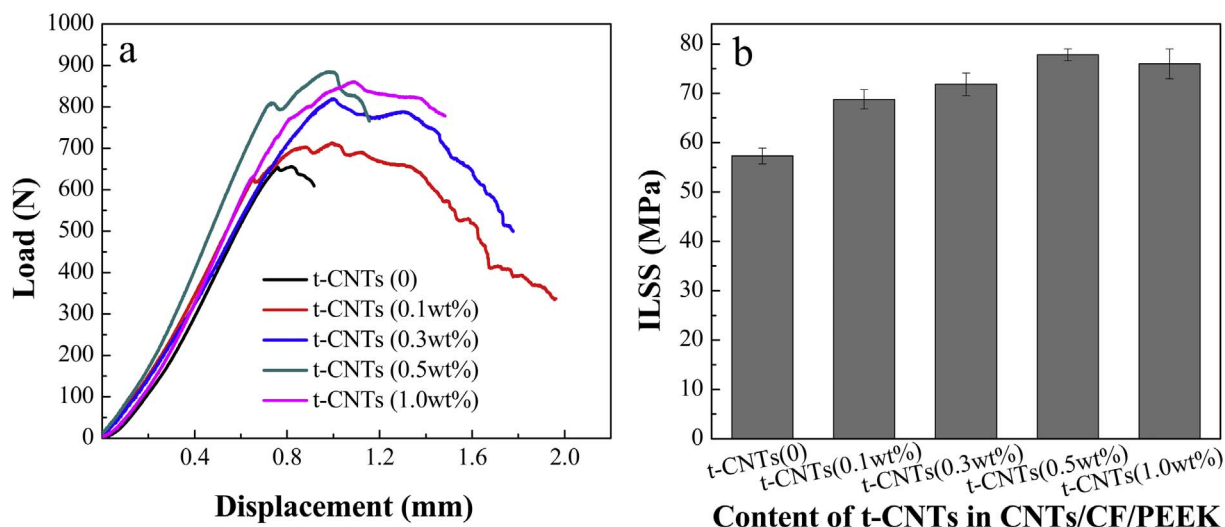 a
1000
900
800
700
600
500
400
300
150
100
0
Load (N)
t-CNTs (0)
t-CNTs (0.1wt%)
t-CNTs (0.3wt%)
t-CNTs (0.5wt%)
t-CNTs (1.0wt%)
0.4 0.8 1.2 1.6 2.0
Displacement (mm)
b
80
70
60
50
60
80
20
10
0
ILSS (MPa)
t-CNTs(0)
t-CNTs(0.1wt%)
t-CNTs(0.3wt%)
t-CNTs(0.5wt%)
t-CNTs(1.0wt%)
Content of t-CNTs in CNTs/CF/PEEK